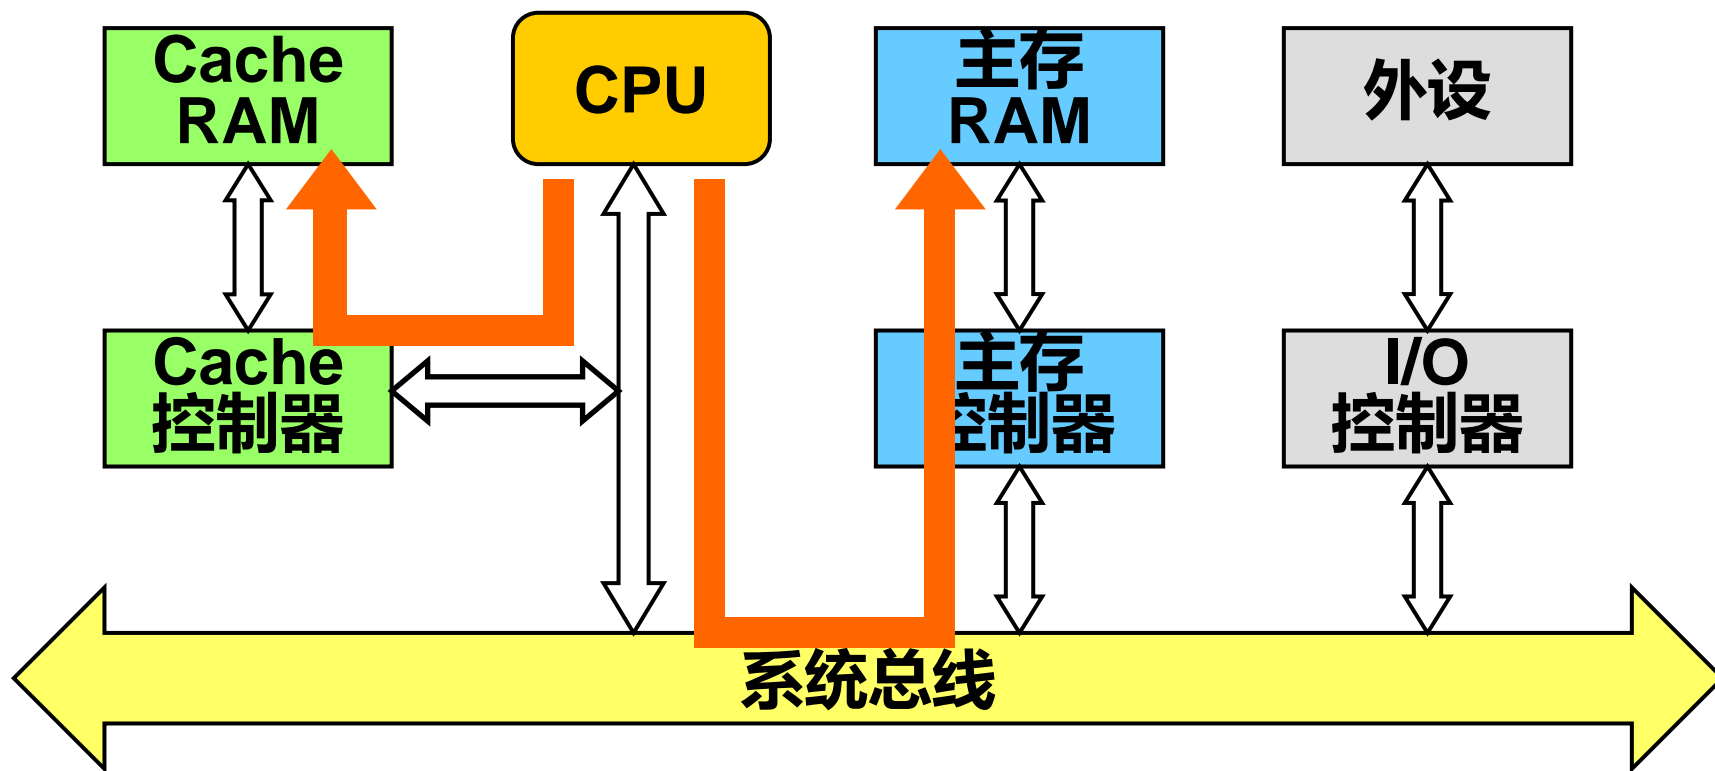 Cache
RAM
CPU
主存
RAM
外设
Cache
控制器
主存
控制器
I/O
控制器
系统总线